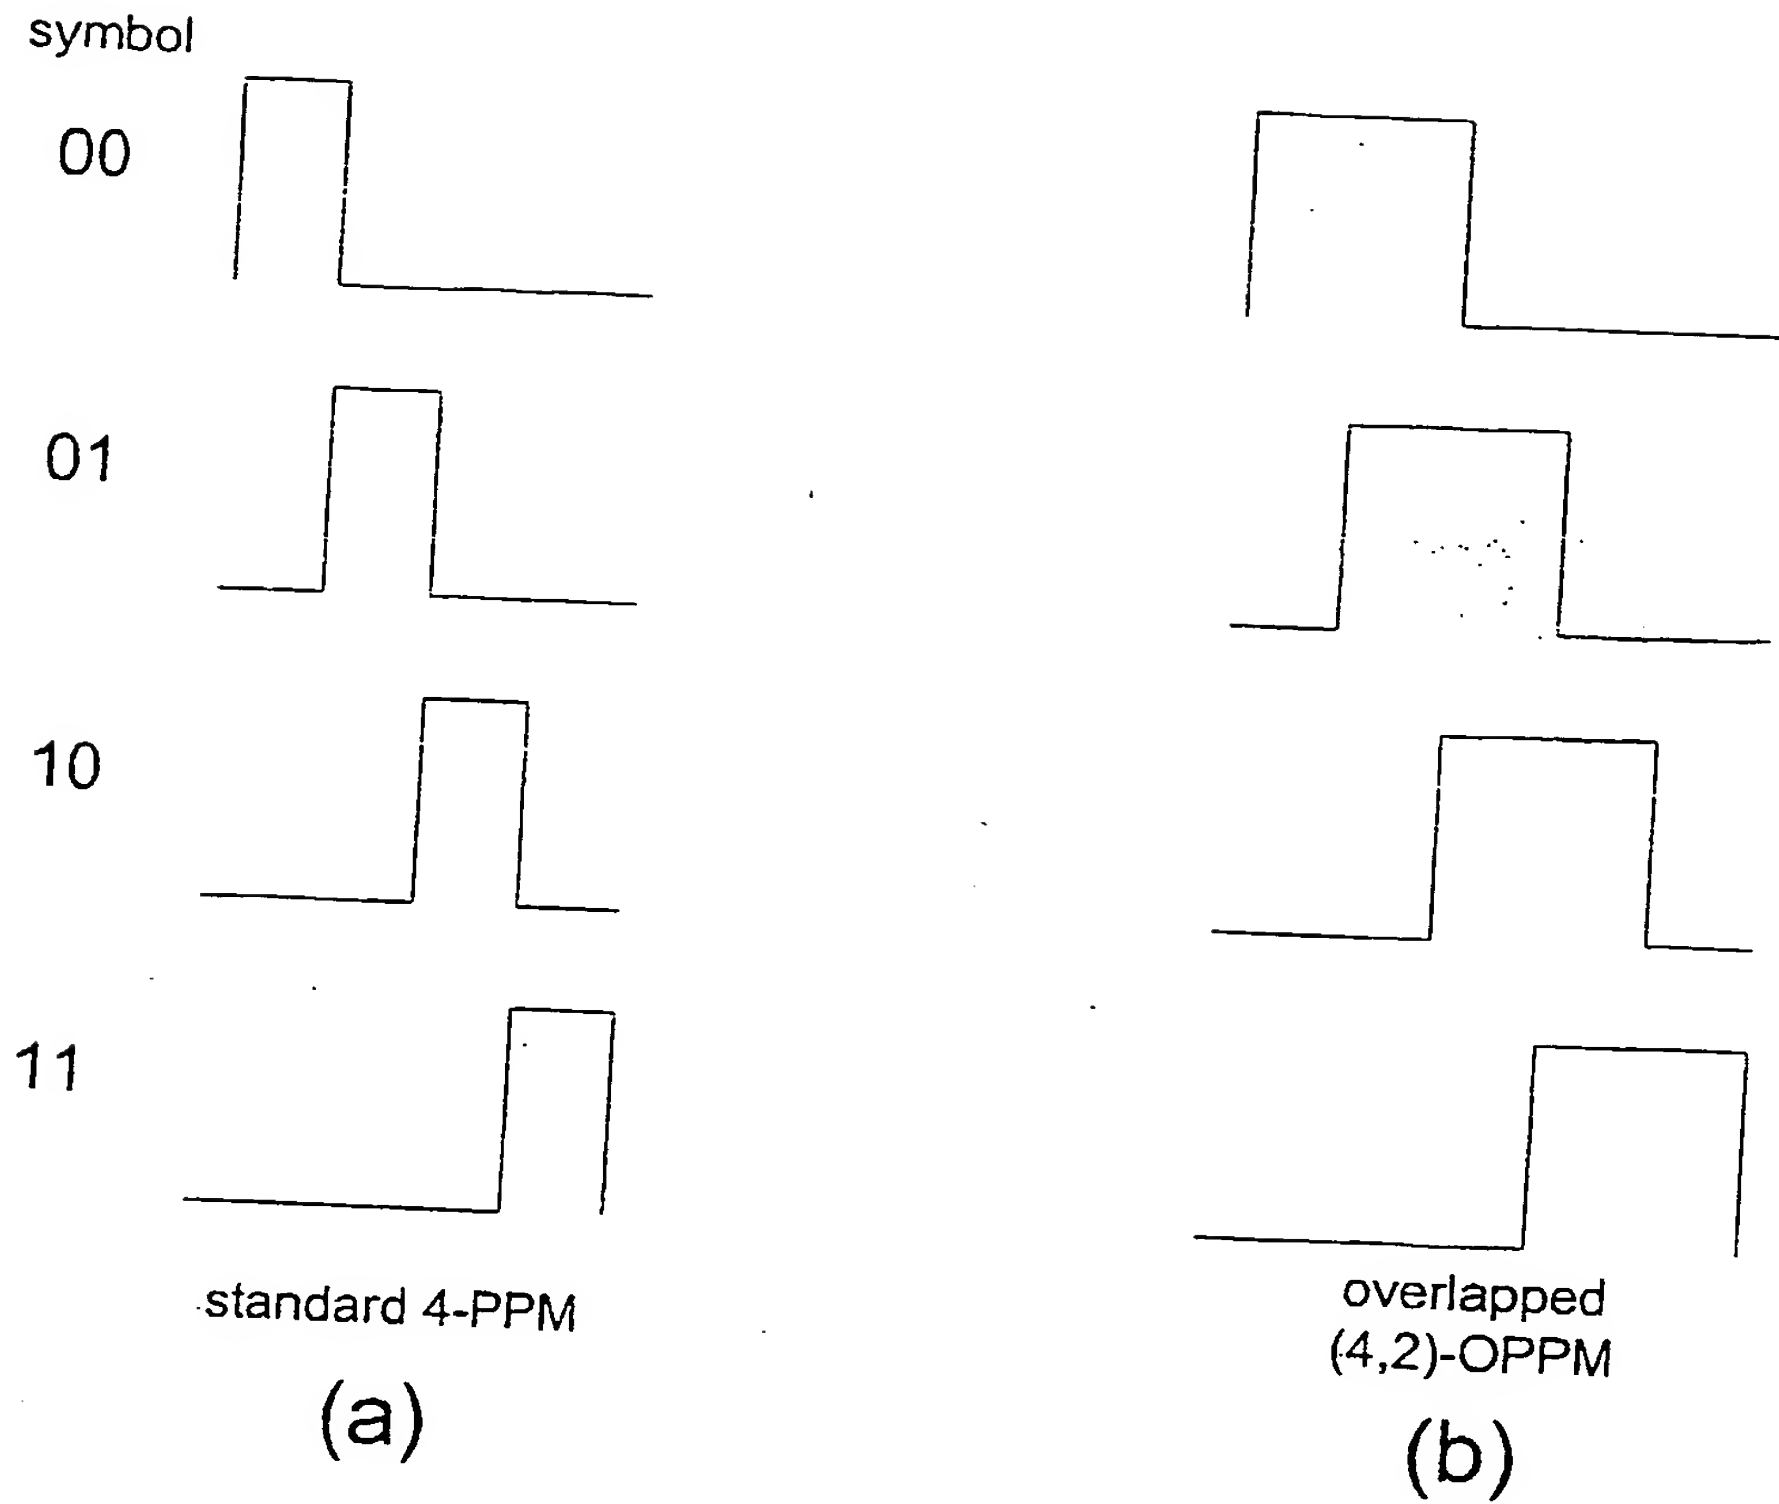 symbol
00
01
10
11
standard 4-PPM
(a)
overlapped
(4,2)-OPPM
(b)